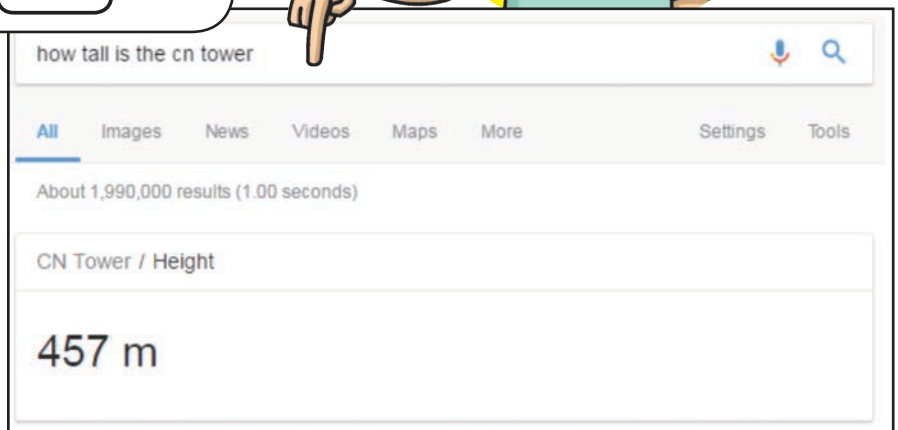 how tall is the cn tower
All Images News Videos Maps More Settings Tools
About 1,990,000 results (1.00 seconds)
CN Tower / Height
457 m